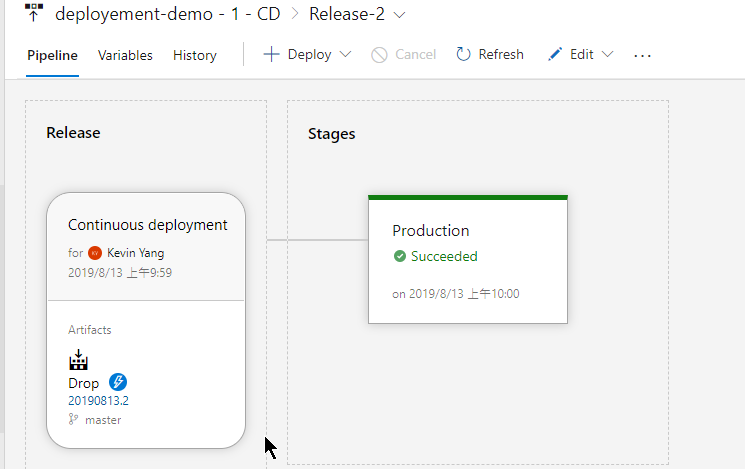 deployement-demo - 1 - CD > Release-2
Pipeline Variables History + Deploy Cancel Refresh Edit ...
Release
Continuous deployment
for KY Kevin Yang
2019/8/13 上午9:59
Artifacts
Drop
20190813.2
master
Stages
Production
Succeeded
on 2019/8/13 上午10:00